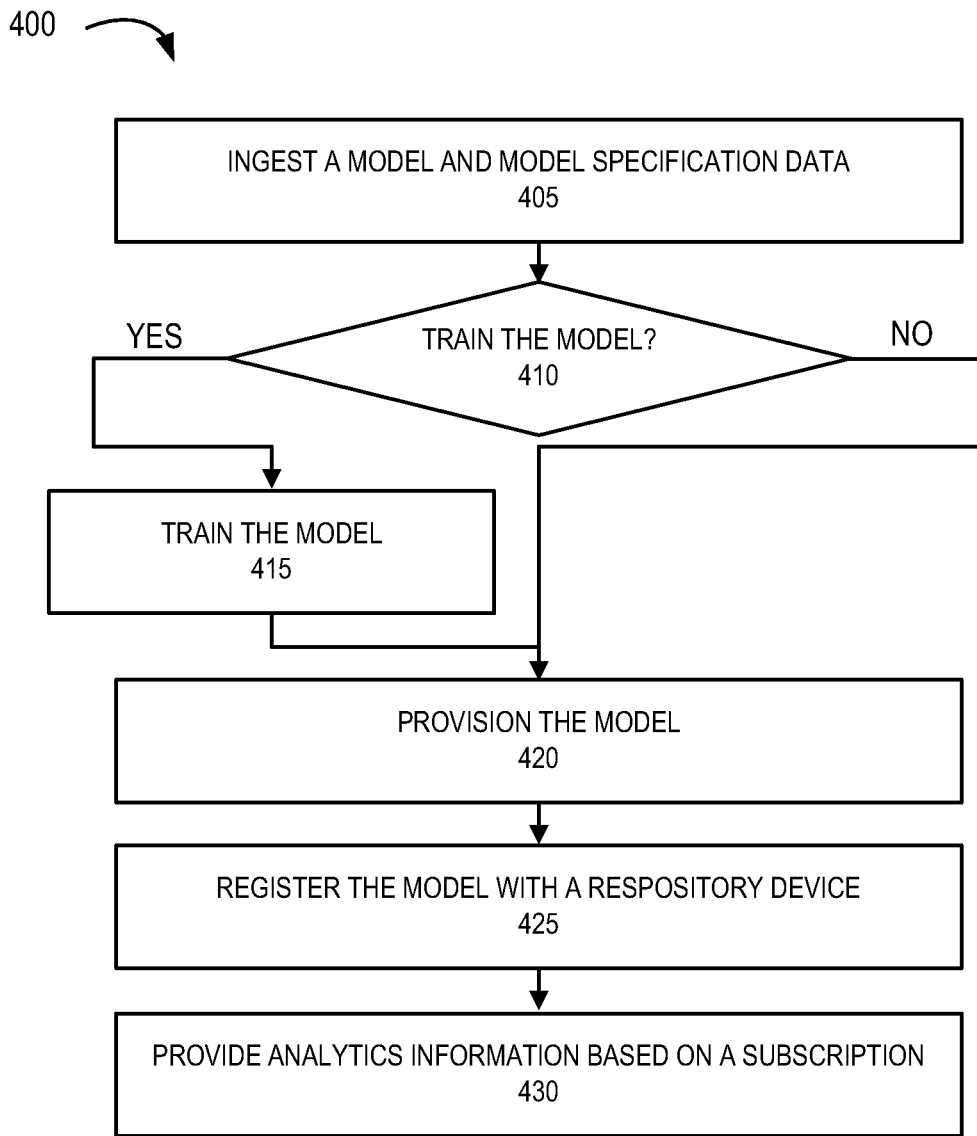 400
INGEST A MODEL AND MODEL SPECIFICATION DATA
405
YES
TRAIN THE MODEL?
NO
410
TRAIN THE MODEL
415
PROVISION THE MODEL
420
REGISTER THE MODEL WITH A RESPOSITORY DEVICE
425
PROVIDE ANALYTICS INFORMATION BASED ON A SUBSCRIPTION
430